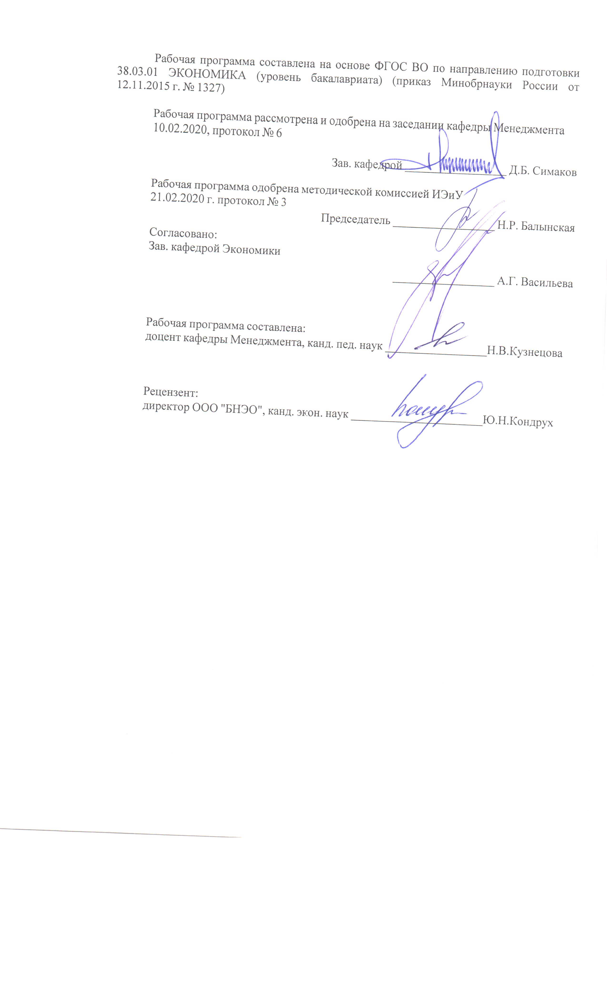 Рабочая программа составлена на основе ФГОС ВО по направлению подготовки
38.03.01 ЭКОНОМИКА (уровень бакалавриата) (приказ Минобрнауки России от
12.11.2015 г. № 1327)
Рабочая программа рассмотрена и одобрена на заседании кафедры Менеджмента
10.02.2020, протокол № 6
Зав. кафедрой _________________ Д.Б. Симаков
Рабочая программа одобрена методической комиссией ИЭиУ
21.02.2020 г. протокол № 3
Председатель _________________ Н.Р. Балынская
Согласовано:
Зав. кафедрой Экономики
_________________ А.Г. Васильева
Рабочая программа составлена:
доцент кафедры Менеджмента, канд. пед. наук _________________Н.В.Кузнецова
Рецензент:
директор ООО "БНЭО", канд. экон. наук ______________________Ю.Н.Кондрух